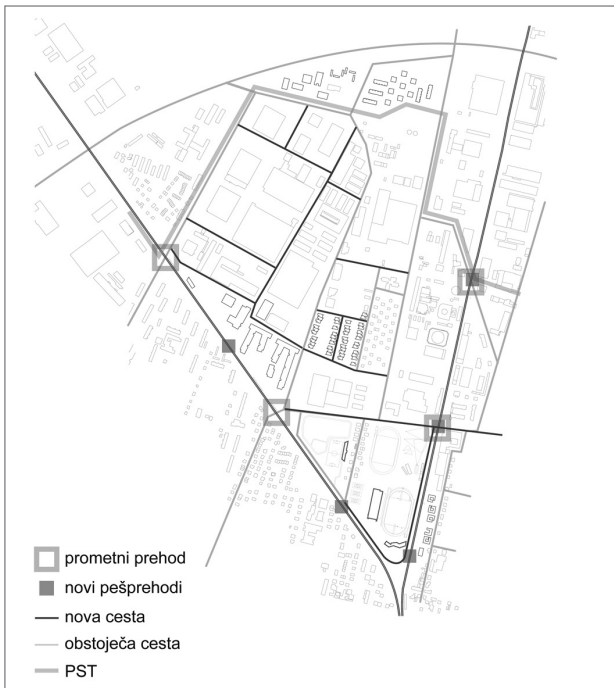 prometni prehod
novi pešprehodi
nova cesta
obstoječa cesta
PST